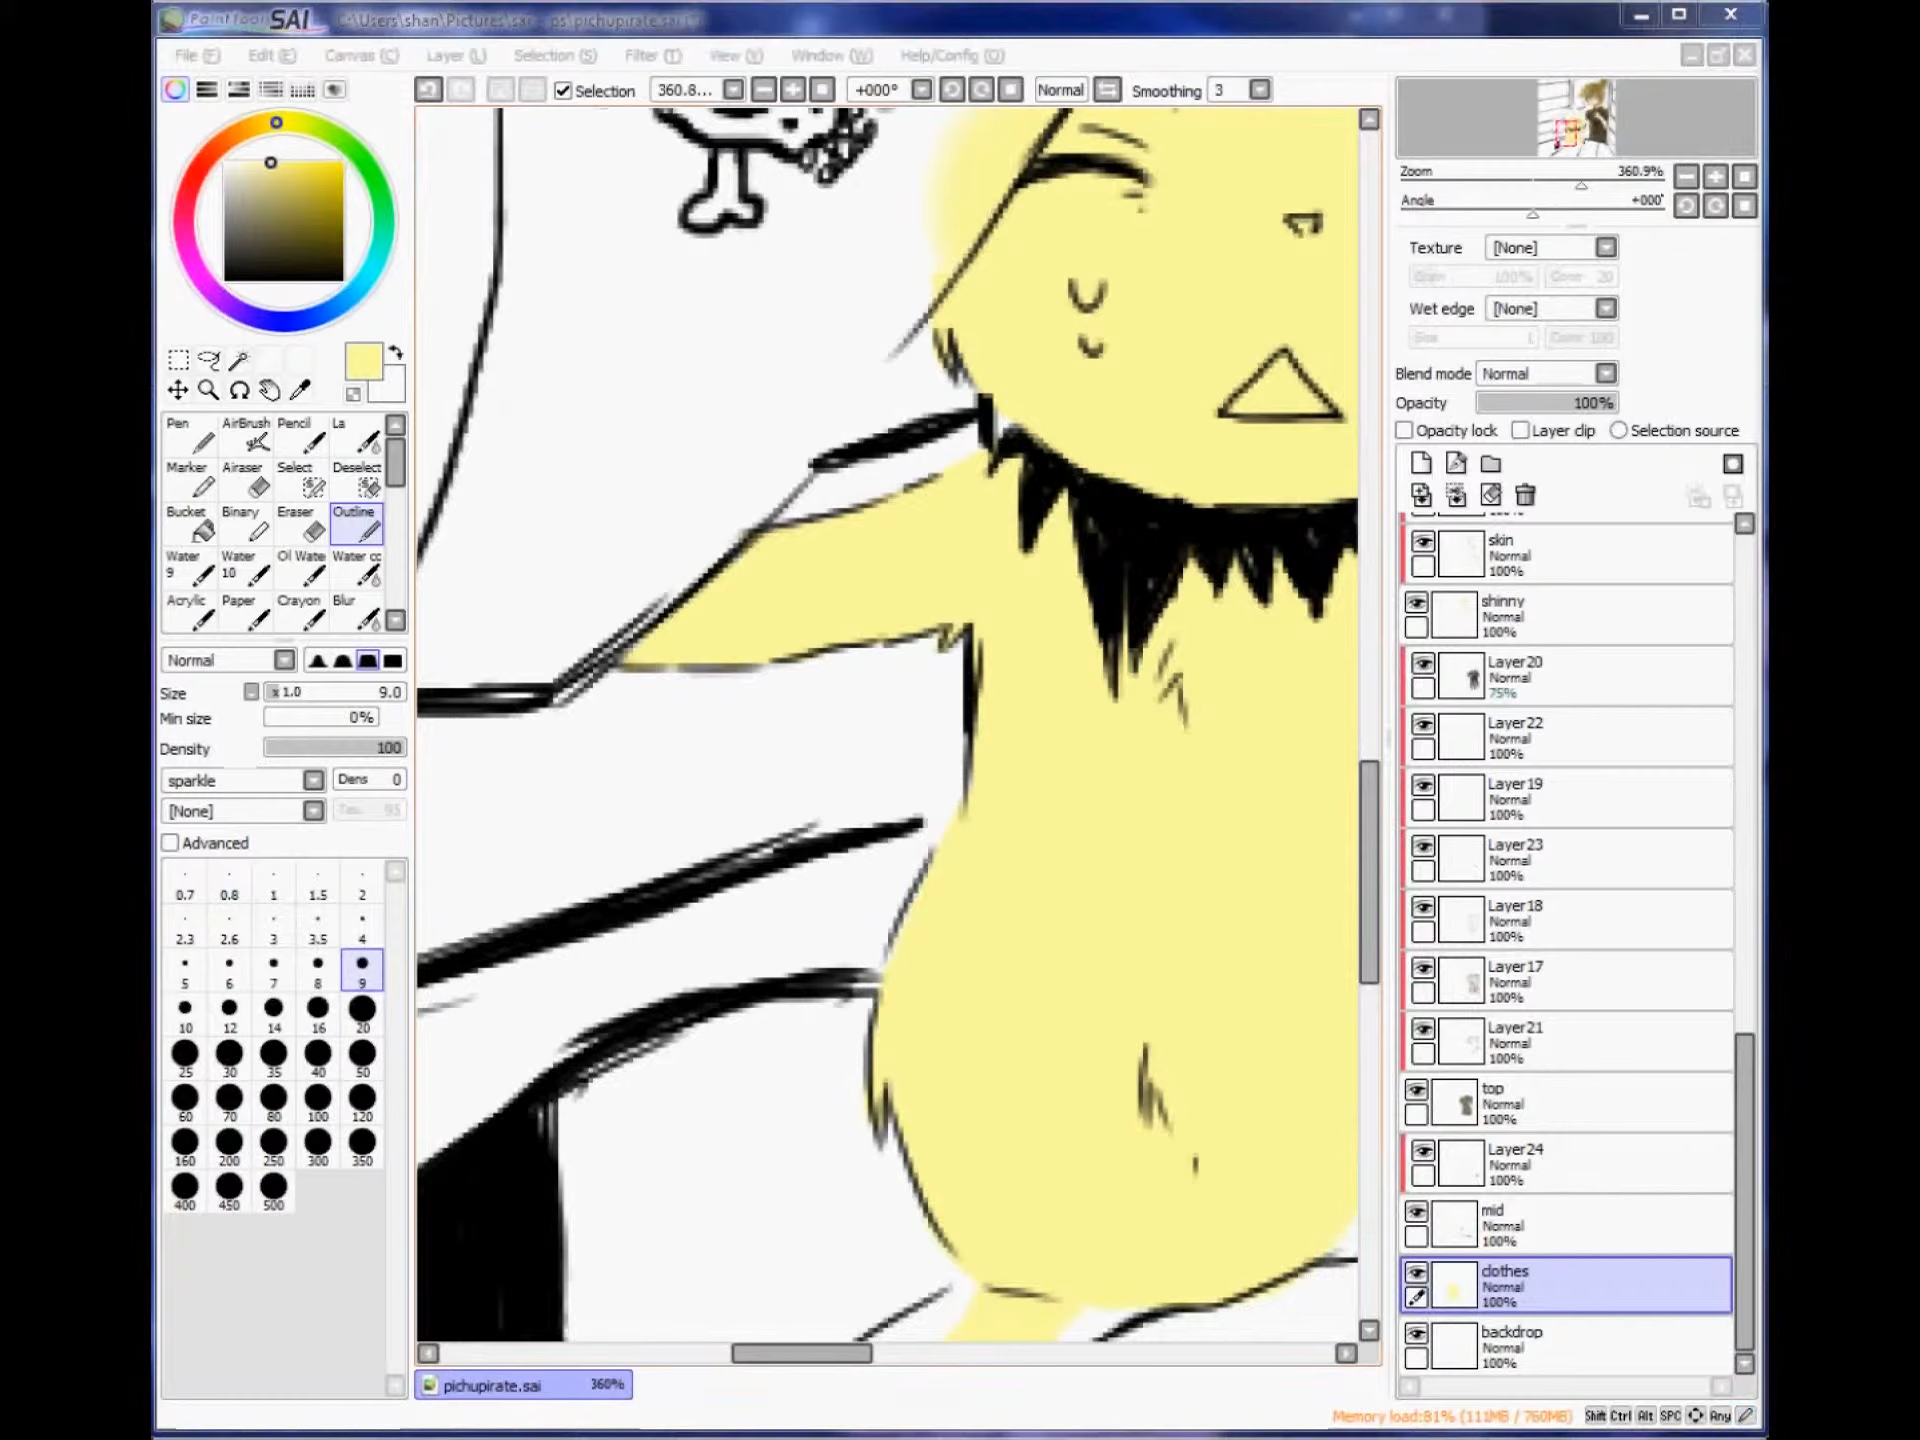 PaintTool SAI C:\Users\shan\Pictures\sai
ps\pichupirate.sai
File (F) Edit (E) Canvas (C) Layer (L) Selection (S) Filter (T) View (V) Window (W) Help/Config (O)
Selection 360.8... +000° Normal Smoothing 3
Zoom 360.9%
Angle +000°
Texture [None]
100% 20
Wet edge [None]
Size 1 100
Blend mode Normal
Opacity 100%
Opacity lock Layer clip Selection source
Pen AirBrush Pencil La
Marker Airaser Select Deselect
Bucket Binary Eraser Outline
Water 9 Water 10 Oil Wate Water cc
Acrylic Paper Crayon Blur
Normal
Size x 1.0 9.0
Min size 0%
Density 100
sparkle Dens 0
[None] 95
Advanced
0.7 0.8 1 1.5 2
2.3 2.6 3 3.5 4
5 6 7 8 9
10 12 14 16 20
25 30 35 40 50
60 70 80 100 120
160 200 250 300 350
400 450 500
skin
Normal
100%
shinny
Normal
100%
Layer20
Normal
75%
Layer22
Normal
100%
Layer19
Normal
100%
Layer23
Normal
100%
Layer18
Normal
100%
Layer17
Normal
100%
Layer21
Normal
100%
top
Normal
100%
Layer24
Normal
100%
mid
Normal
100%
clothes
Normal
100%
backdrop
Normal
100%
pichupirate.sai 360%
Memory load:81% (111MB / 760MB) Shift Ctrl Alt SPC Any